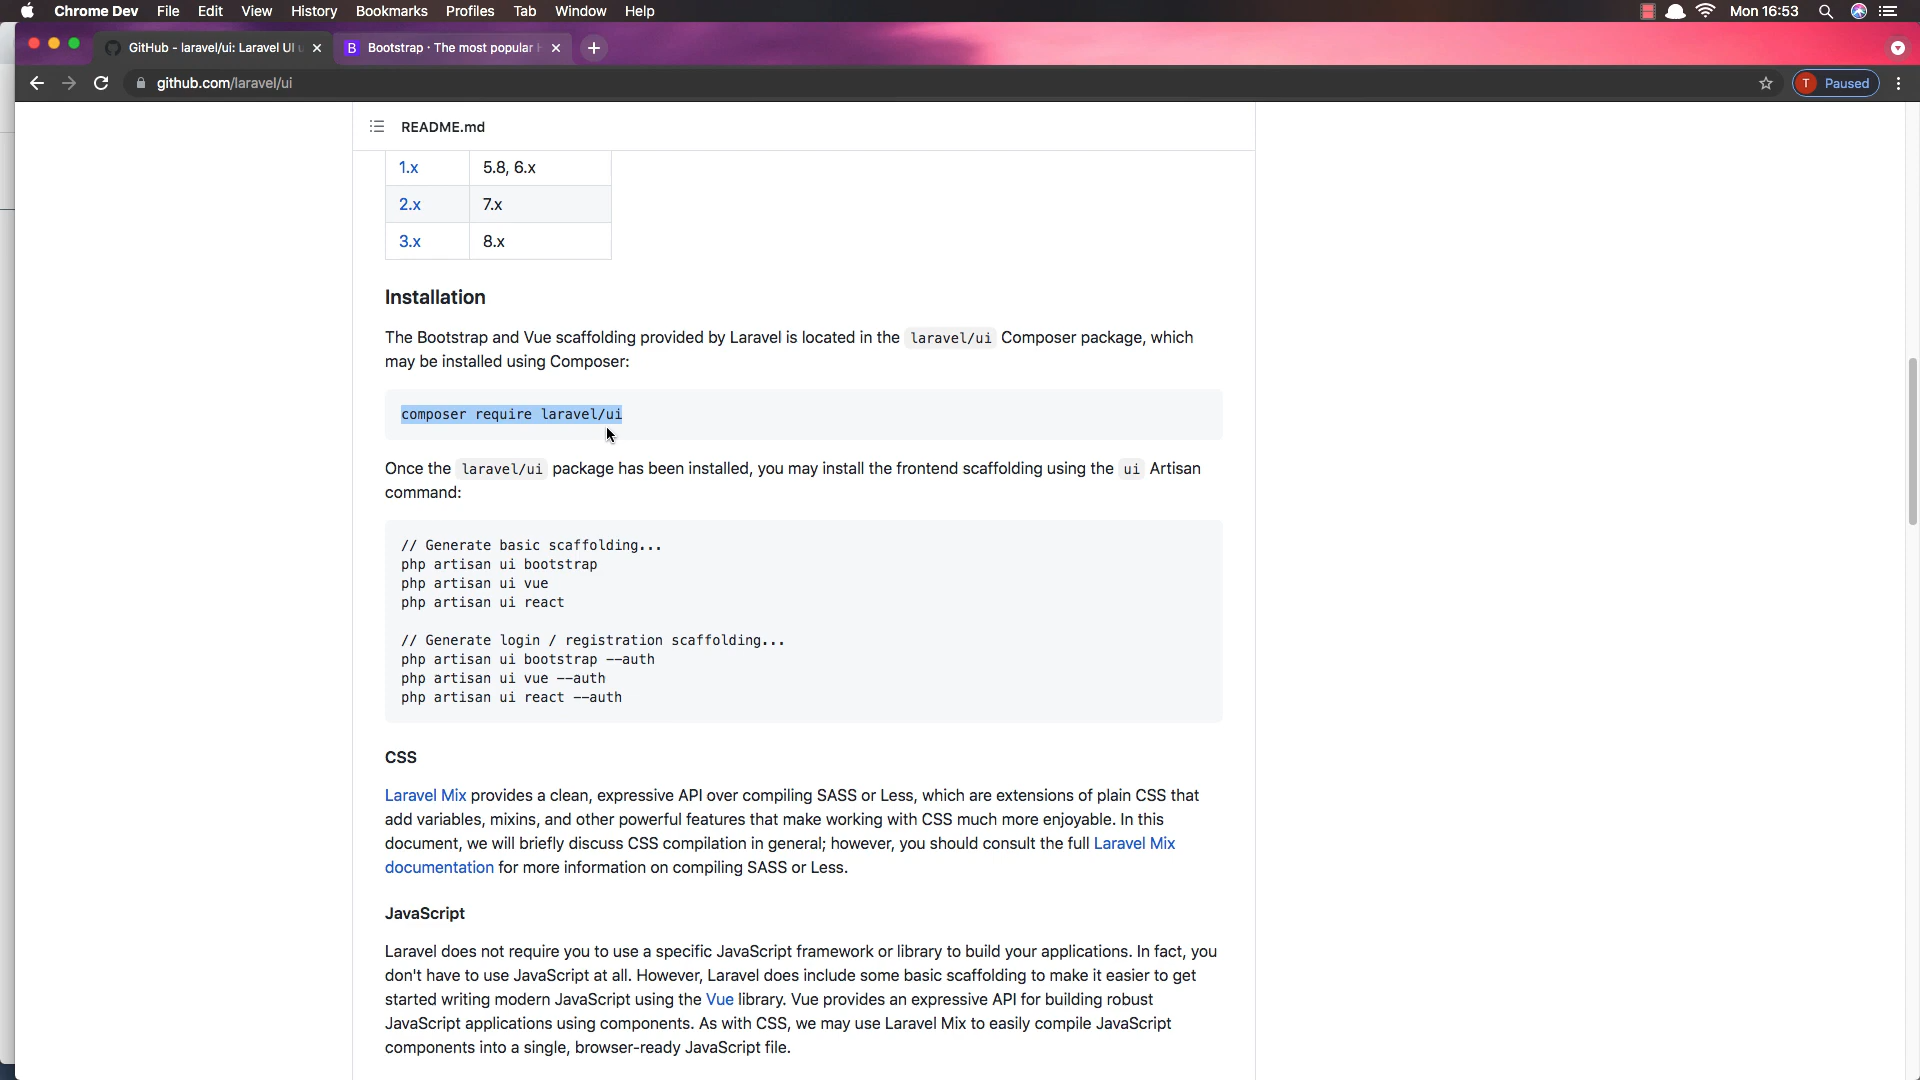 Chrome Dev File Edit View History Bookmarks Profiles Tab Window Help Mon 16:53
GitHub - laravel/ui: Laravel UI B Bootstrap · The most popular
github.com/laravel/ui T Paused
README.md
1.x 5.8, 6.x
2.x 7.x
3.x 8.x
Installation
The Bootstrap and Vue scaffolding provided by Laravel is located in the laravel/ui Composer package, which
may be installed using Composer:
composer require laravel/ui
Once the laravel/ui package has been installed, you may install the frontend scaffolding using the ui Artisan
command:
// Generate basic scaffolding...
php artisan ui bootstrap
php artisan ui vue
php artisan ui react
// Generate login / registration scaffolding...
php artisan ui bootstrap --auth
php artisan ui vue --auth
php artisan ui react --auth
CSS
Laravel Mix provides a clean, expressive API over compiling SASS or Less, which are extensions of plain CSS that
add variables, mixins, and other powerful features that make working with CSS much more enjoyable. In this
document, we will briefly discuss CSS compilation in general; however, you should consult the full Laravel Mix
documentation for more information on compiling SASS or Less.
JavaScript
Laravel does not require you to use a specific JavaScript framework or library to build your applications. In fact, you
don't have to use JavaScript at all. However, Laravel does include some basic scaffolding to make it easier to get
started writing modern JavaScript using the Vue library. Vue provides an expressive API for building robust
JavaScript applications using components. As with CSS, we may use Laravel Mix to easily compile JavaScript
components into a single, browser-ready JavaScript file.